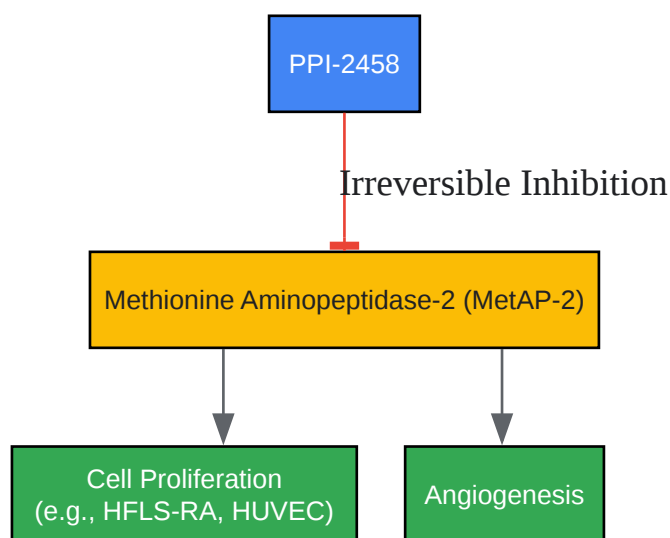 PPI-2458
Irreversible Inhibition
Methionine Aminopeptidase-2 (MetAP-2)
Cell Proliferation
(e.g., HFLS-RA, HUVEC)
Angiogenesis